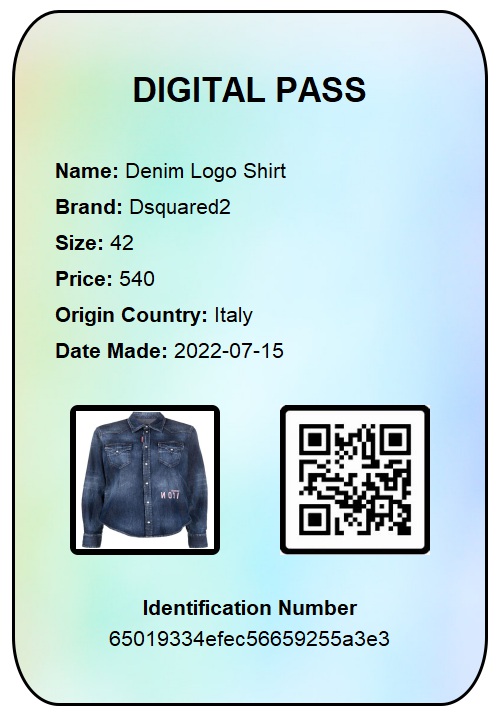 DIGITAL PASS
Name: Denim Logo Shirt
Brand: Dsquared2
Size: 42
Price: 540
Origin Country: Italy
Date Made: 2022-07-15
Identification Number
65019334efec56659255a3e3